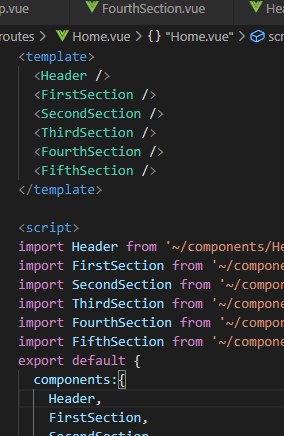 p.vue FourthSection.vue Hea
routes > Home.vue > {} "Home.vue" > scr
<template>
<Header />
<FirstSection />
<SecondSection />
<ThirdSection />
<FourthSection />
<FifthSection />
</template>
<script>
import Header from '~/components/He
import FirstSection from '~/compone
import SecondSection from '~/compon
import ThirdSection from '~/compone
import FourthSection from '~/compon
import FifthSection from '~/compone
export default {
components:{
Header,
FirstSection,
SecondSection